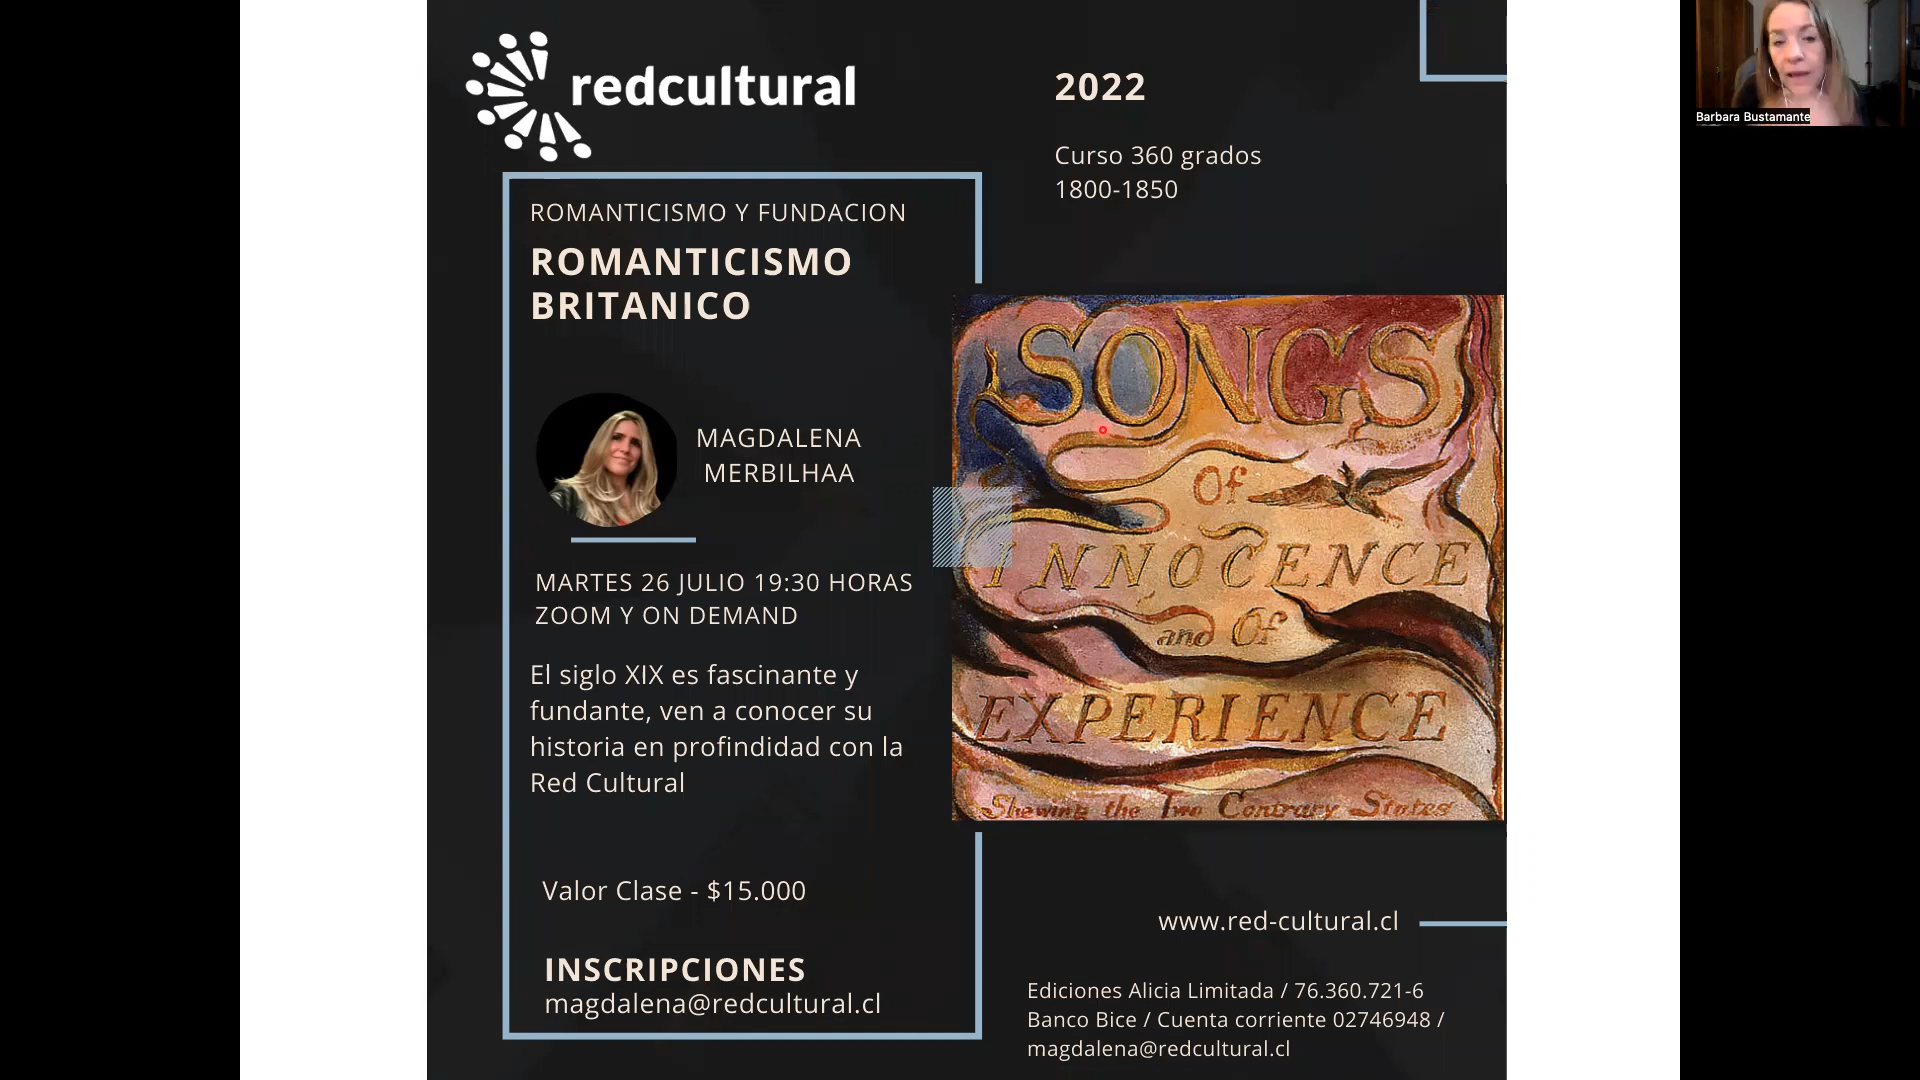 redcultural
2022
Curso 360 grados
1800-1850
ROMANTICISMO Y FUNDACION
ROMANTICISMO
BRITANICO
MAGDALENA
MERBILHAA
MARTES 26 JULIO 19:30 HORAS
ZOOM Y ON DEMAND
El siglo XIX es fascinante y
fundante, ven a conocer su
historia en profindidad con la
Red Cultural
Valor Clase - $15.000
INSCRIPCIONES
magdalena@redcultural.cl
SONGS
Of
INNOCENCE
and Of
EXPERIENCE
Shewing the Two Contrary States
www.red-cultural.cl
Ediciones Alicia Limitada / 76.360.721-6
Banco Bice / Cuenta corriente 02746948 /
magdalena@redcultural.cl
Barbara Bustamante